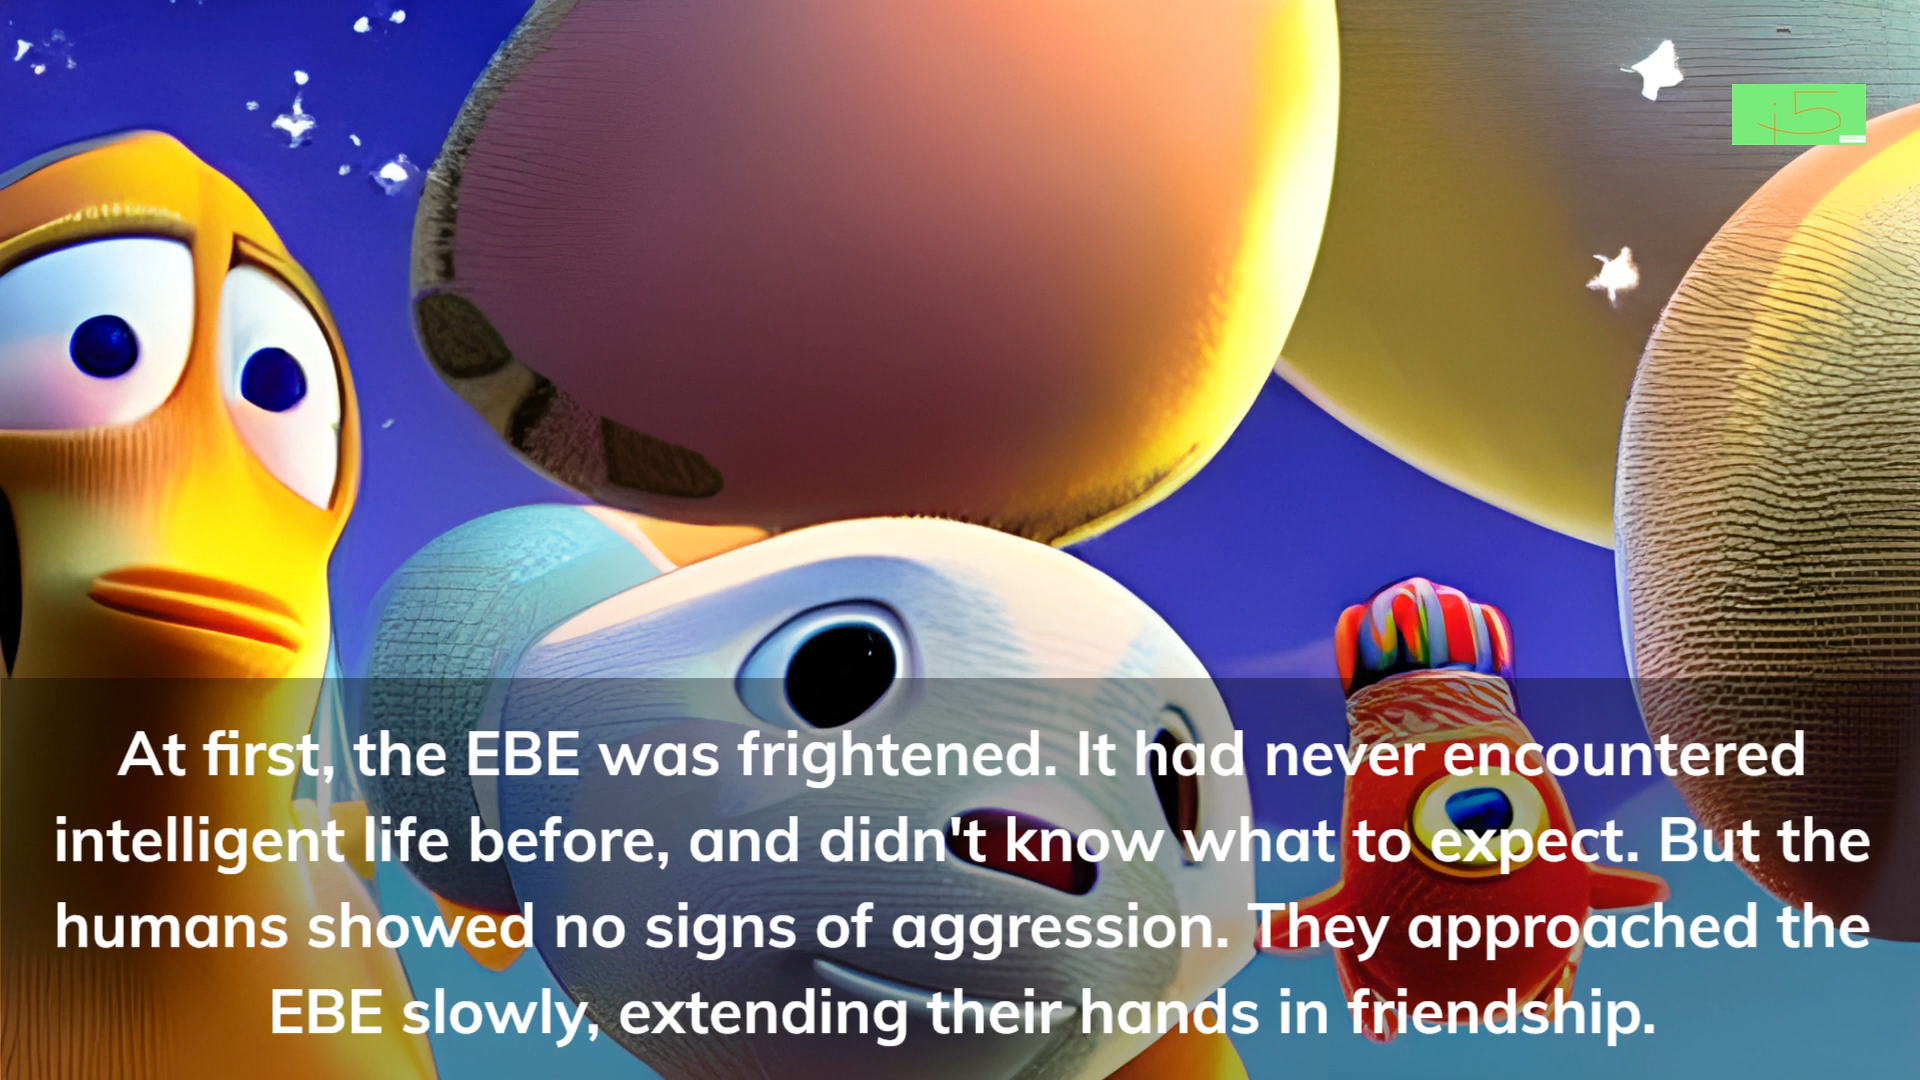 i5
At first, the EBE was frightened. It had never encountered
intelligent life before, and didn't know what to expect. But the
humans showed no signs of aggression. They approached the
EBE slowly, extending their hands in friendship.